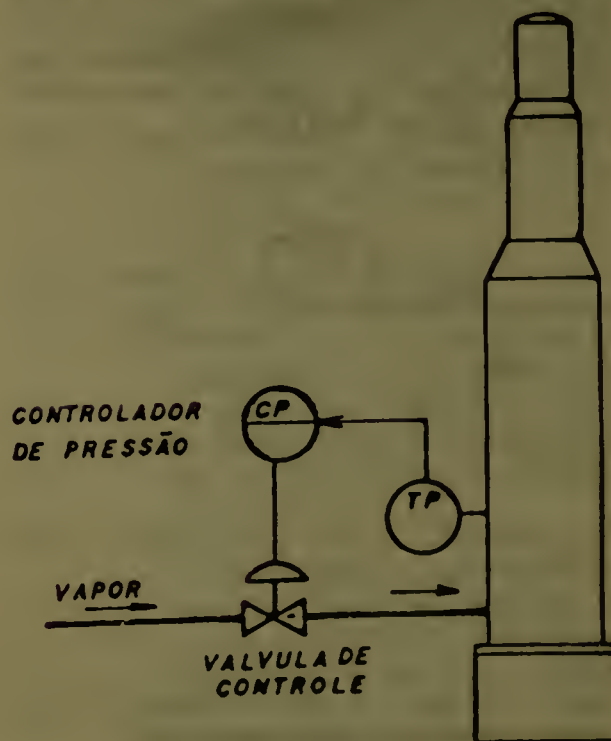 CP
CONTROLADOR
DE PRESSÃO
TP
VAPOR
VALVULA DE
CONTROLE